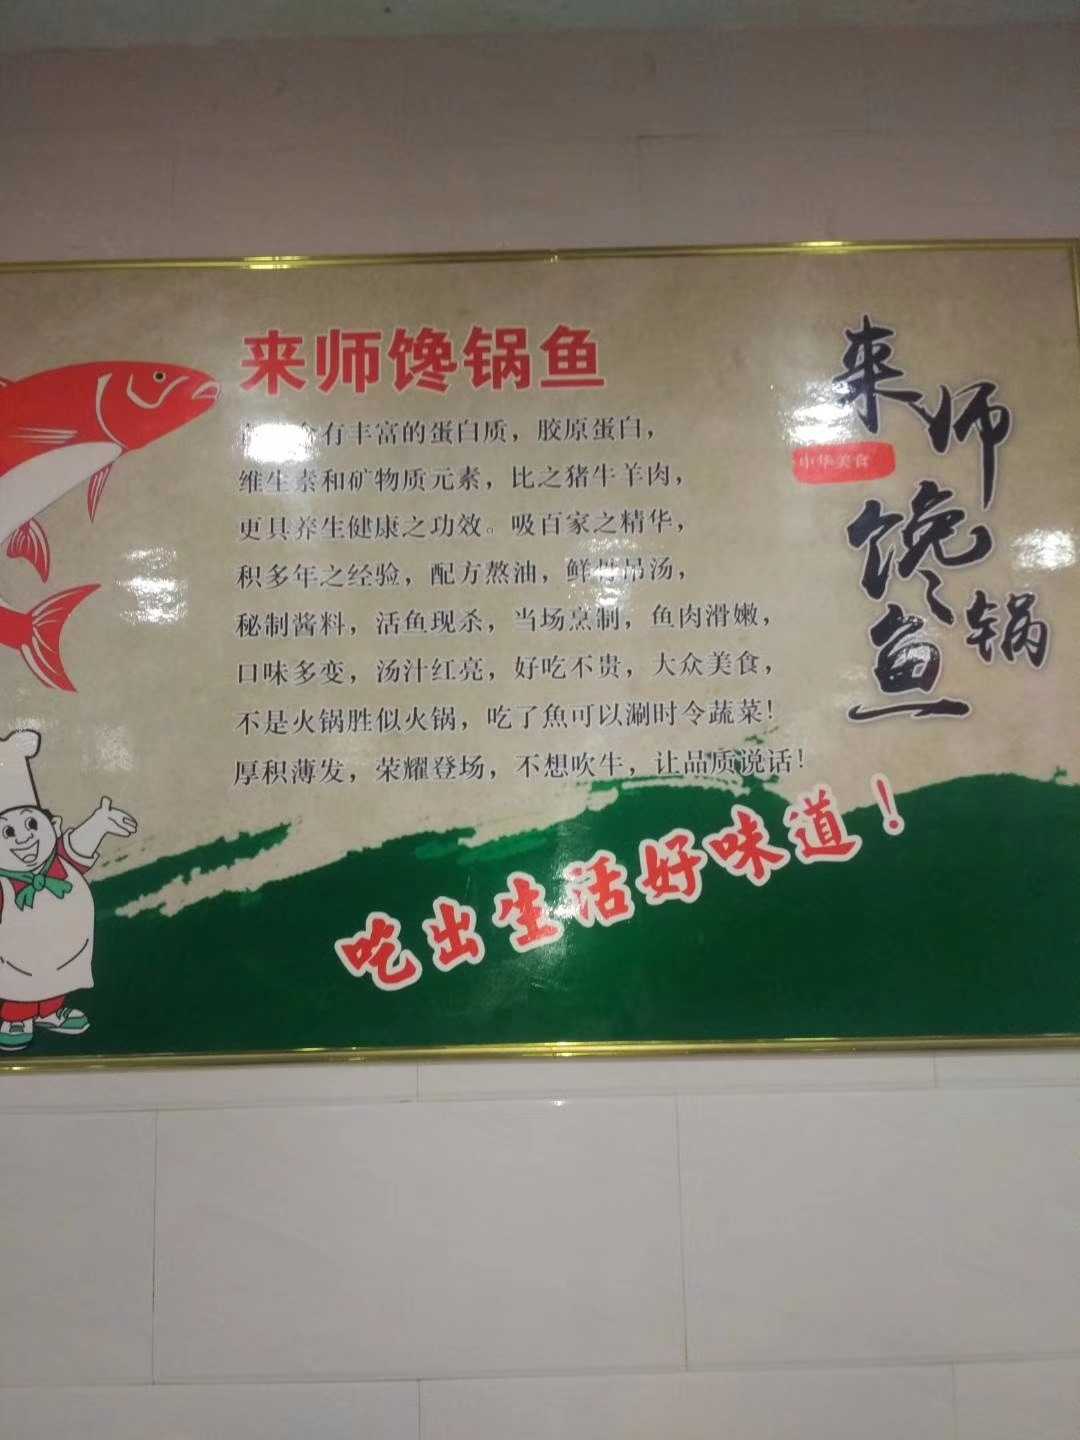 来师馋锅鱼
含有丰富的蛋白质，胶原蛋白，
维生素和矿物质元素，比之猪牛羊肉，
更具养生健康之功效。吸百家之精华，
积多年之经验，配方熬油，鲜骨吊汤，
秘制酱料，活鱼现杀，当场烹制，鱼肉滑嫩，
口味多变，汤汁红亮，好吃不贵，大众美食，
不是火锅胜似火锅，吃了魚可以涮时令蔬菜！
厚积薄发，荣耀登场，不想吹牛，让品质说话！
吃出生活好味道！
来师馋锅鱼
中华美食